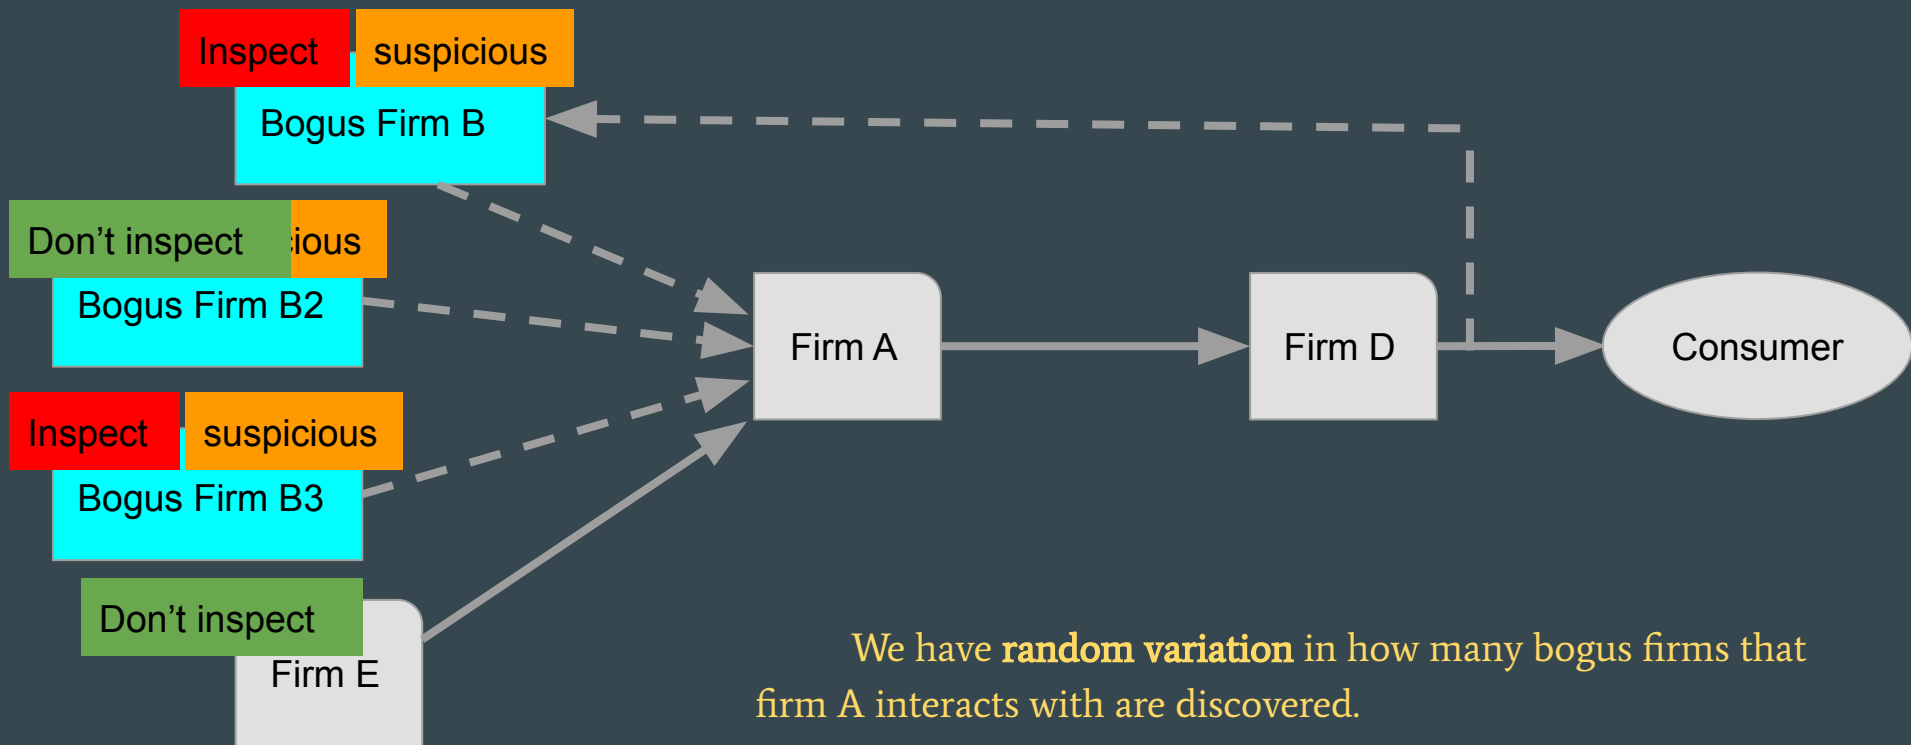 Inspect suspicious
Bogus Firm B
Don't inspect cious
Bogus Firm B2
Inspect suspicious
Bogus Firm B3
Don't inspect
Firm E
Firm A
Firm D
Consumer
We have random variation in how many bogus firms that
firm A interacts with are discovered.